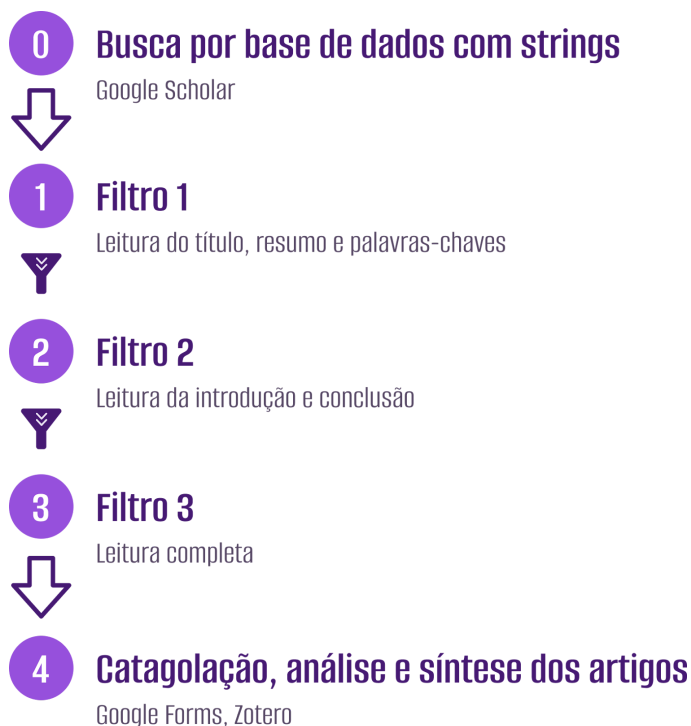 0
Busca por base de dados com strings
Google Scholar
1
Filtro 1
Leitura do título, resumo e palavras-chaves
2
Filtro 2
Leitura da introdução e conclusão
3
Filtro 3
Leitura completa
4
Catagolação, análise e síntese dos artigos
Google Forms, Zotero